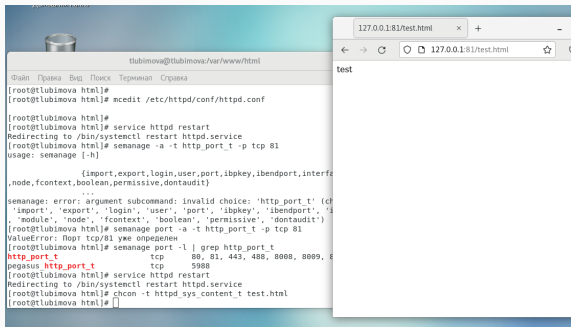 tlubimova@tlubimova:/var/www/html
Файл Правка Вид Поиск Терминал Справка
[root@tlubimova html]#
[root@tlubimova html]# mcedit /etc/httpd/conf/httpd.conf
[root@tlubimova html]#
[root@tlubimova html]# service httpd restart
Redirecting to /bin/systemctl restart httpd.service
[root@tlubimova html]# semanage -a -t http_port_t -p tcp 81
usage: semanage [-h]
{import,export,login,user,port,ibpkey,ibendport,interfa
,node,fcontext,boolean,permissive,dontaudit}
...
semanage: error: argument subcommand: invalid choice: 'http_port_t' (ch
'import', 'export', 'login', 'user', 'port', 'ibpkey', 'ibendport', 'i
, 'module', 'node', 'fcontext', 'boolean', 'permissive', 'dontaudit')
[root@tlubimova html]# semanage port -a -t http_port_t -p tcp 81
ValueError: Порт tcp/81 уже определен
[root@tlubimova html]# semanage port -l | grep http_port_t
http_port_t tcp 80, 81, 443, 488, 8008, 8009, 8
pegasus_http_port_t tcp 5988
[root@tlubimova html]# service httpd restart
Redirecting to /bin/systemctl restart httpd.service
[root@tlubimova html]# chcon -t httpd_sys_content_t test.html
[root@tlubimova html]#
127.0.0.1:81/test.html
127.0.0.1:81/test.html
test